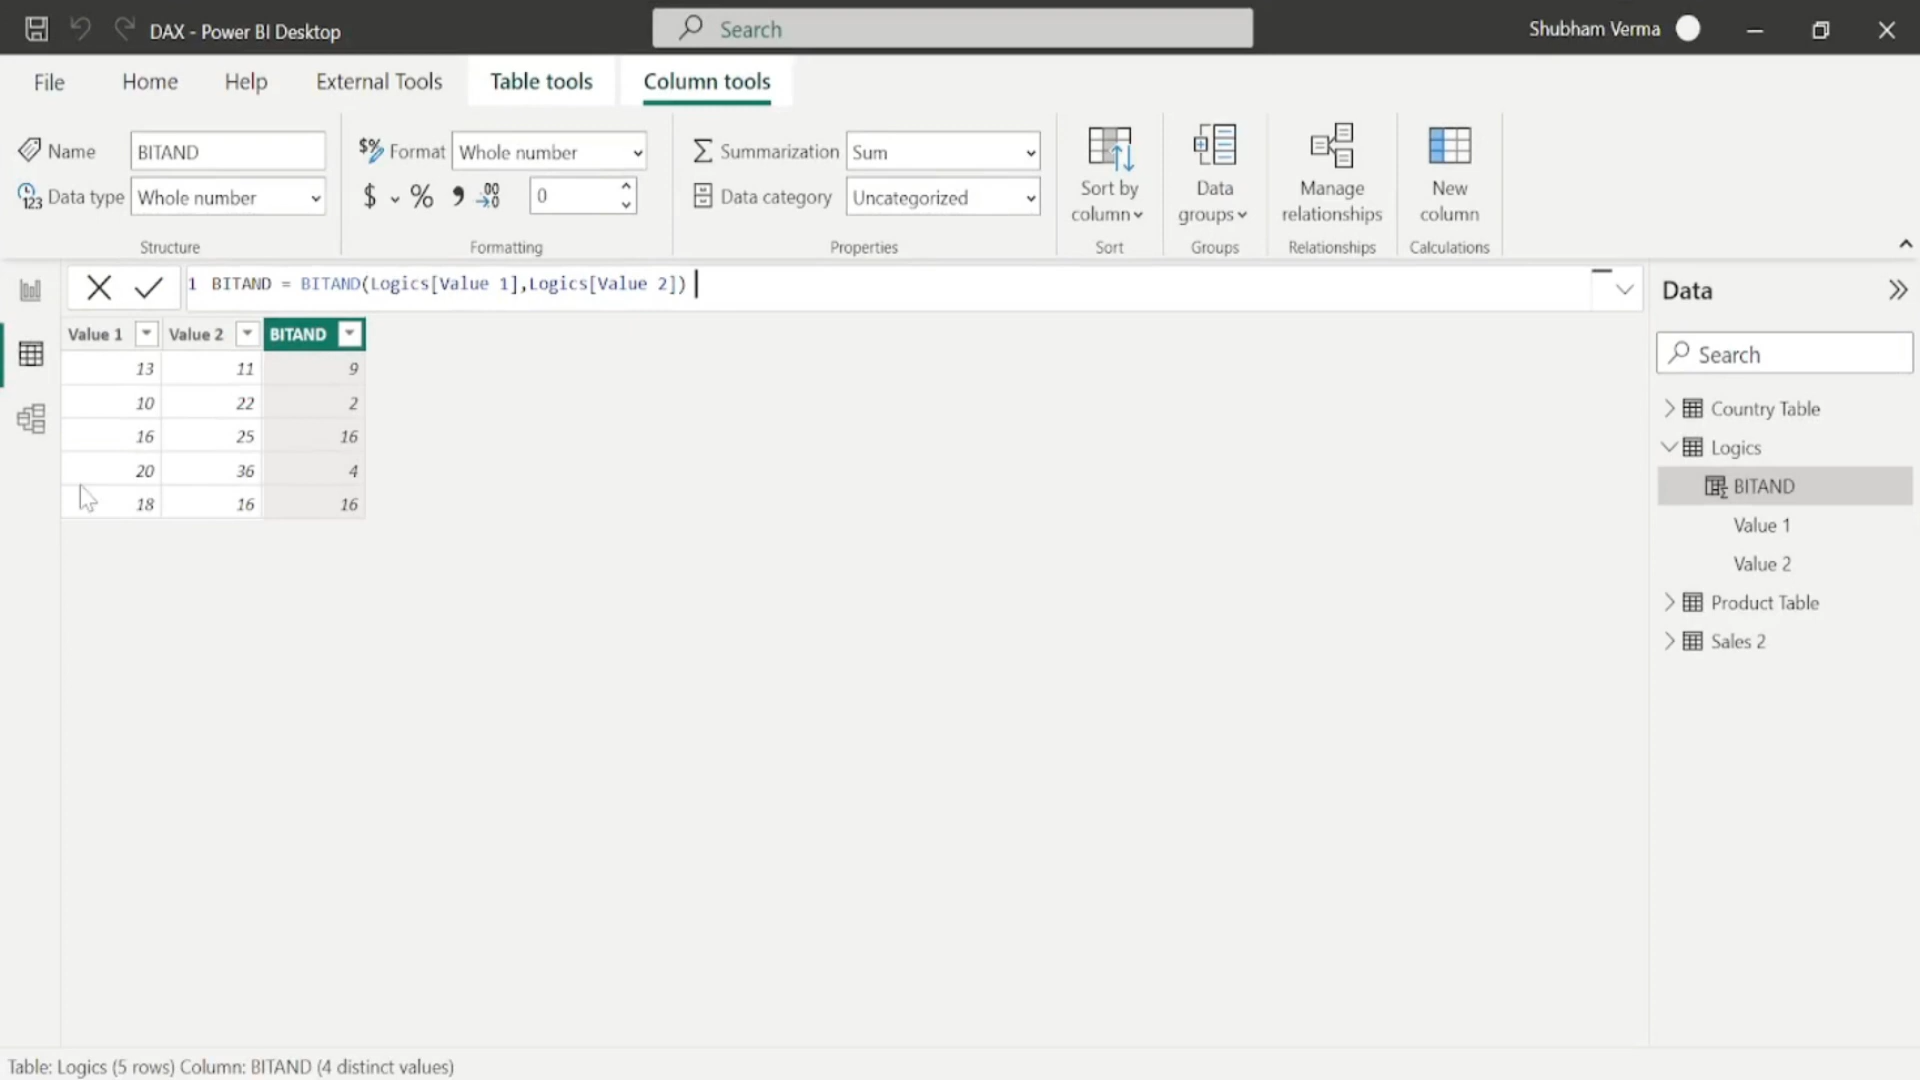 DAX - Power BI Desktop
Search
Shubham Verma
File
Home
Help
External Tools
Table tools
Column tools
Name
BITAND
$% Format
Whole number
Σ Summarization
Sum
Sort by
column
Data
groups
Manage
relationships
New
column
123 Data type
Whole number
$ % , .00 →.0
0
Data category
Uncategorized
Structure
Formatting
Properties
Sort
Groups
Relationships
Calculations
1 BITAND = BITAND(Logics[Value 1],Logics[Value 2])
Value 1 Value 2 BITAND
13 11 9
10 22 2
16 25 16
20 36 4
18 16 16
Data
Search
Country Table
Logics
BITAND
Value 1
Value 2
Product Table
Sales 2
Table: Logics (5 rows) Column: BITAND (4 distinct values)